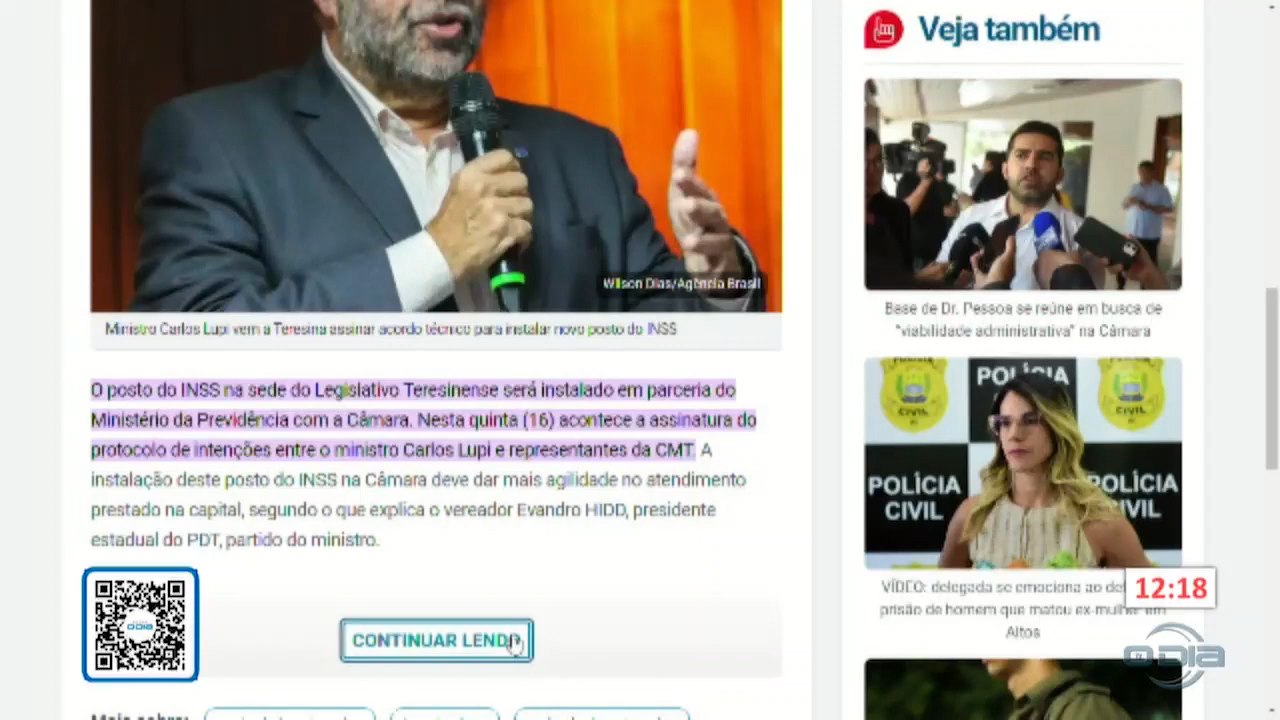 Wilson Dias/Agência Brasil
Ministro Carlos Lupi vem a Teresina assinar acordo técnico para instalar novo posto do INSS
O posto do INSS na sede do Legislativo Teresinense será instalado em parceria do
Ministério da Previdência com a Câmara. Nesta quinta (16) acontece a assinatura do
protocolo de intenções entre o ministro Carlos Lupi e representantes da CMT. A
instalação deste posto do INSS na Câmara deve dar mais agilidade no atendimento
prestado na capital, segundo o que explica o vereador Evandro HIDD, presidente
estadual do PDT, partido do ministro.
O DIA
CONTINUAR LENDO
Mais sobre:
Veja também
Base de Dr. Pessoa se reúne em busca de
"viabilidade administrativa" na Câmara
CIVIL
POLÍCIA
CIVIL
POLÍCIA
CIVIL
POLÍCIA
CIVIL
VÍDEO: delegada se emociona ao
prisão de homem que matou ex-mulher em
Altos
12:18
O DIA